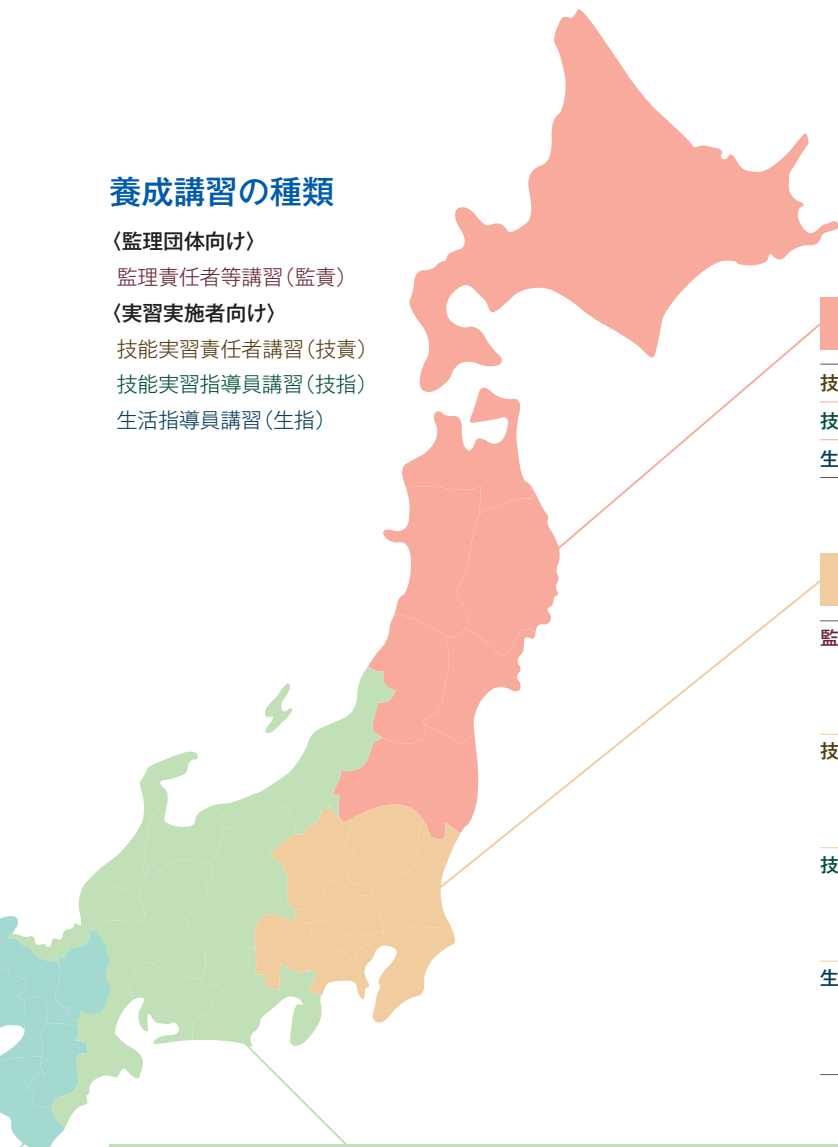 養成講習の種類
〈監理団体向け〉
監理責任者等講習（監責）
〈実習実施者向け〉
技能実習責任者講習（技責）
技能実習指導員講習（技指）
生活指導員講習（生指）
技
技
生
監
技
技
生